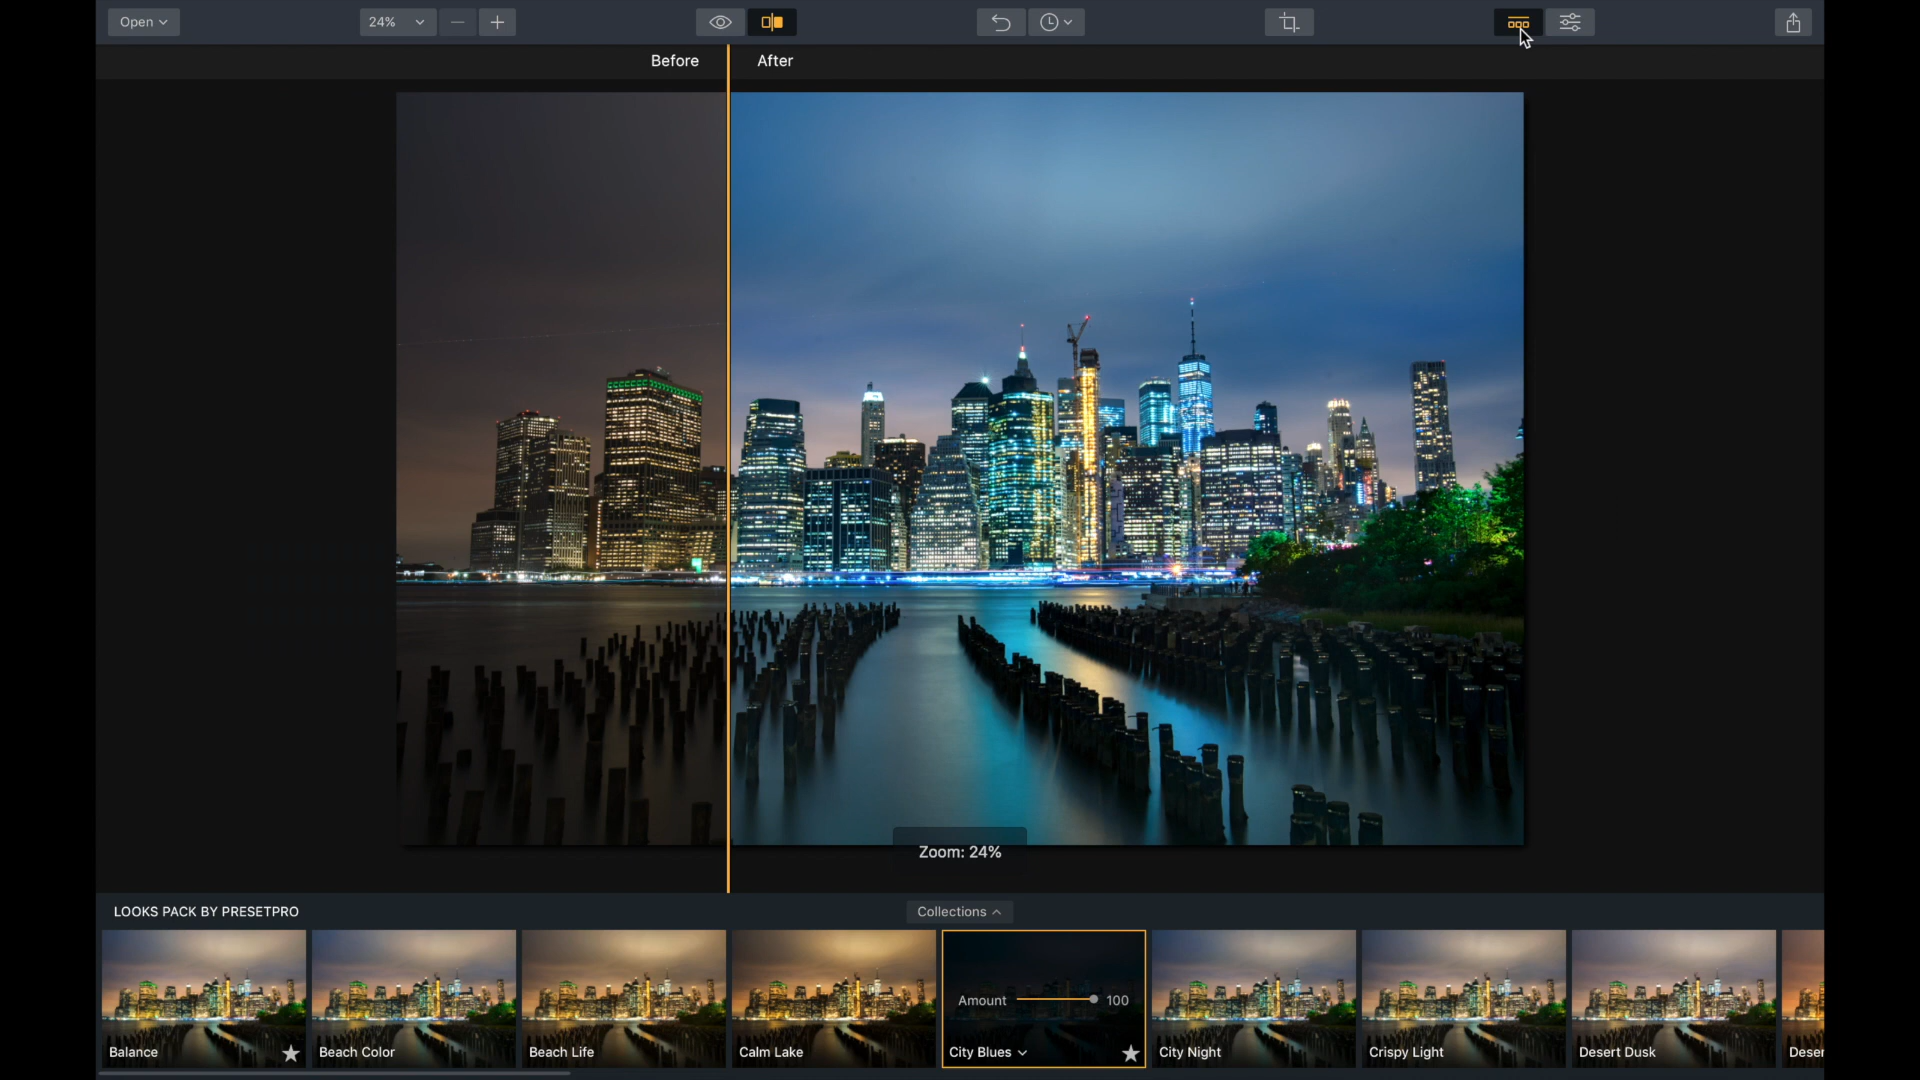 Open
24%
Before
After
Zoom: 24%
LOOKS PACK BY PRESETPRO
Collections
Amount 100
Balance
Beach Color
Beach Life
Calm Lake
City Blues
City Night
Crispy Light
Desert Dusk
Deser